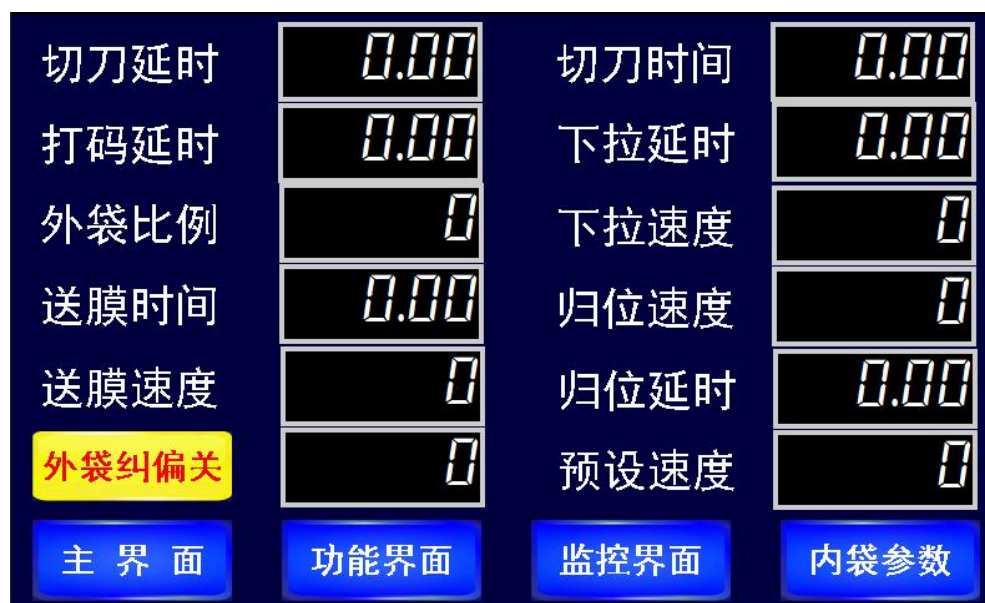 切刀延时 0.00 切刀时间 0.00
打码延时 0.00 下拉延时 0.00
外袋比例 0 下拉速度 0
送膜时间 0.00 归位速度 0
送膜速度 0 归位延时 0.00
外袋纠偏关 0 预设速度 0
主界面 功能界面 监控界面 内袋参数